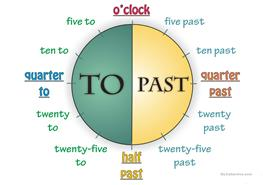 o'clock
five to
five past
ten to
ten past
quarter
to
TO
PAST
quarter
past
twenty
to
twenty
past
twenty-five
to
twenty-five
past
half
past